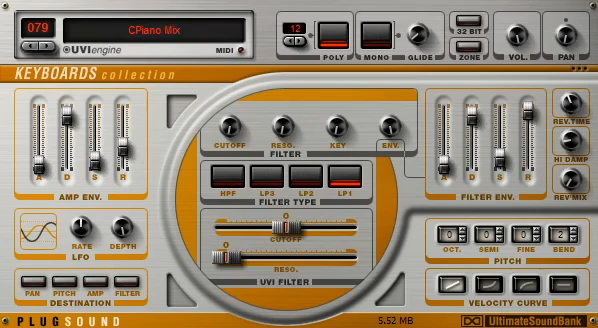 079
CPiano Mix
UVI engine
MIDI
12
POLY
MONO
GLIDE
32 BIT
ZONE
VOL.
PAN
KEYBOARDS collection
A D S R
AMP ENV.
CUTOFF RESO. KEY ENV.
FILTER
HPF LP3 LP2 LP1
FILTER TYPE
0
CUTOFF
0
RESO.
UVI FILTER
A D S R
FILTER ENV.
REV.TIME
HI DAMP
REV'MIX
RATE DEPTH
LFO
PAN PITCH AMP FILTER
DESTINATION
0 0 0 2
OCT. SEMI FINE BEND
PITCH
VELOCITY CURVE
PLUGSOUND
5.52 MB
UltimateSoundBank